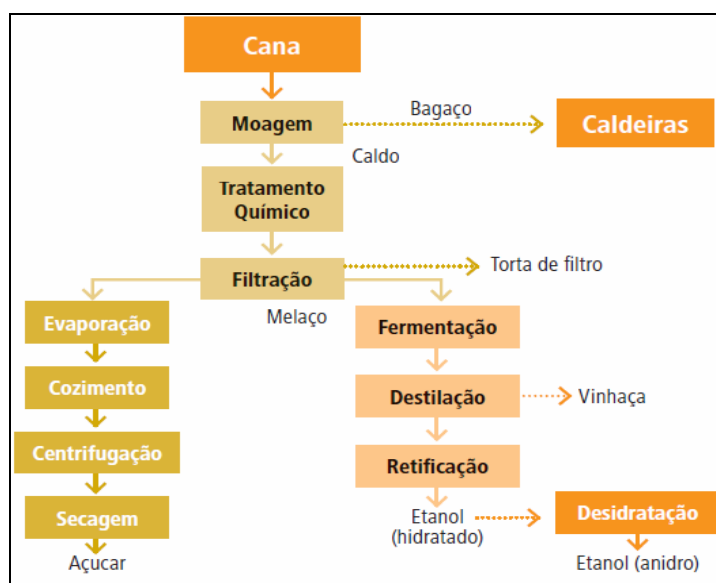 Cana
Moagem
Bagaço
Caldeiras
Caldo
Tratamento
Químico
Filtração
Torta de filtro
Melaço
Evaporação
Cozimento
Centrifugação
Secagem
Açucar
Fermentação
Destilação
Vinhaça
Retificação
Etanol
(hidratado)
Desidratação
Etanol (anidro)